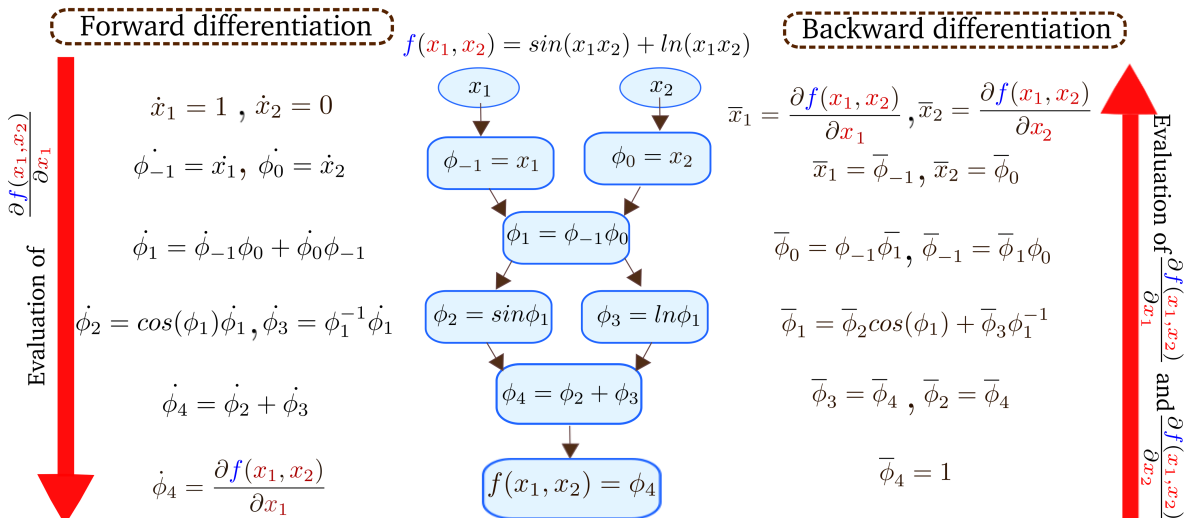 Forward differentiation
ẋ₁ = 1 , ẋ₂ = 0
ϕ̇₋₁ = ẋ₁, ϕ̇₀ = ẋ₂
ϕ̇₁ = ϕ̇₋₁ϕ₀ + ϕ̇₀ϕ₋₁
ϕ̇₂ = cos(ϕ₁)ϕ̇₁, ϕ̇₃ = ϕ₁⁻¹ϕ̇₁
ϕ̇₄ = ϕ̇₂ + ϕ̇₃
ϕ̇₄ = ∂f(x₁, x₂)/∂x₁
Evaluation of ∂f(x₁,x₂)/∂x₁
f(x₁, x₂) = sin(x₁x₂) + ln(x₁x₂)
x₁
x₂
ϕ₋₁ = x₁
ϕ₀ = x₂
ϕ₁ = ϕ₋₁ϕ₀
ϕ₂ = sinϕ₁
ϕ₃ = lnϕ₁
ϕ₄ = ϕ₂ + ϕ₃
f(x₁, x₂) = ϕ₄
Backward differentiation
x̅₁ = ∂f(x₁, x₂)/∂x₁, x̅₂ = ∂f(x₁, x₂)/∂x₂
x̅₁ = ϕ̅₋₁, x̅₂ = ϕ̅₀
ϕ̅₀ = ϕ₋₁ϕ̅₁, ϕ̅₋₁ = ϕ̅₁ϕ₀
ϕ̅₁ = ϕ̅₂cos(ϕ₁) + ϕ̅₃ϕ₁⁻¹
ϕ̅₃ = ϕ̅₄ , ϕ̅₂ = ϕ̅₄
ϕ̅₄ = 1
Evaluation of ∂f(x₁,x₂)/∂x₁ and ∂f(x₁,x₂)/∂x₂